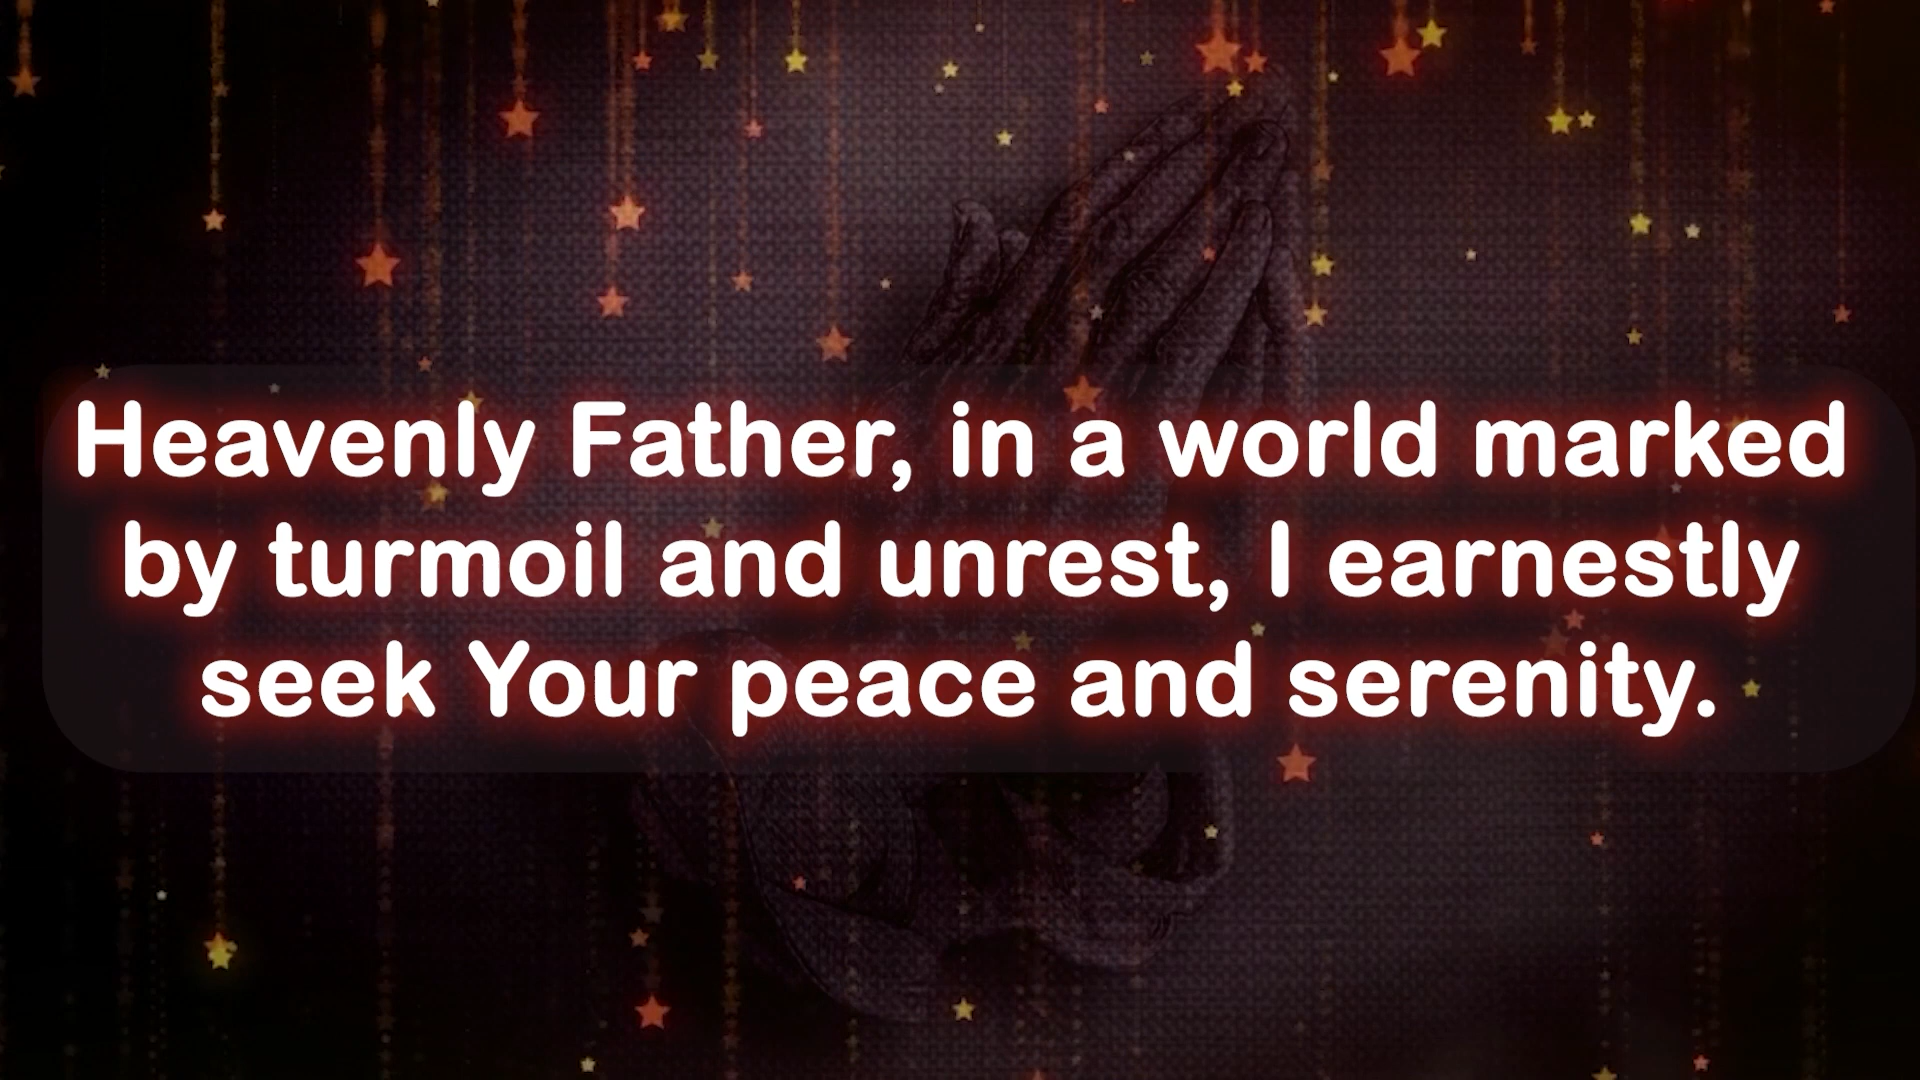 Heavenly Father, in a world marked
by turmoil and unrest, I earnestly
seek Your peace and serenity.